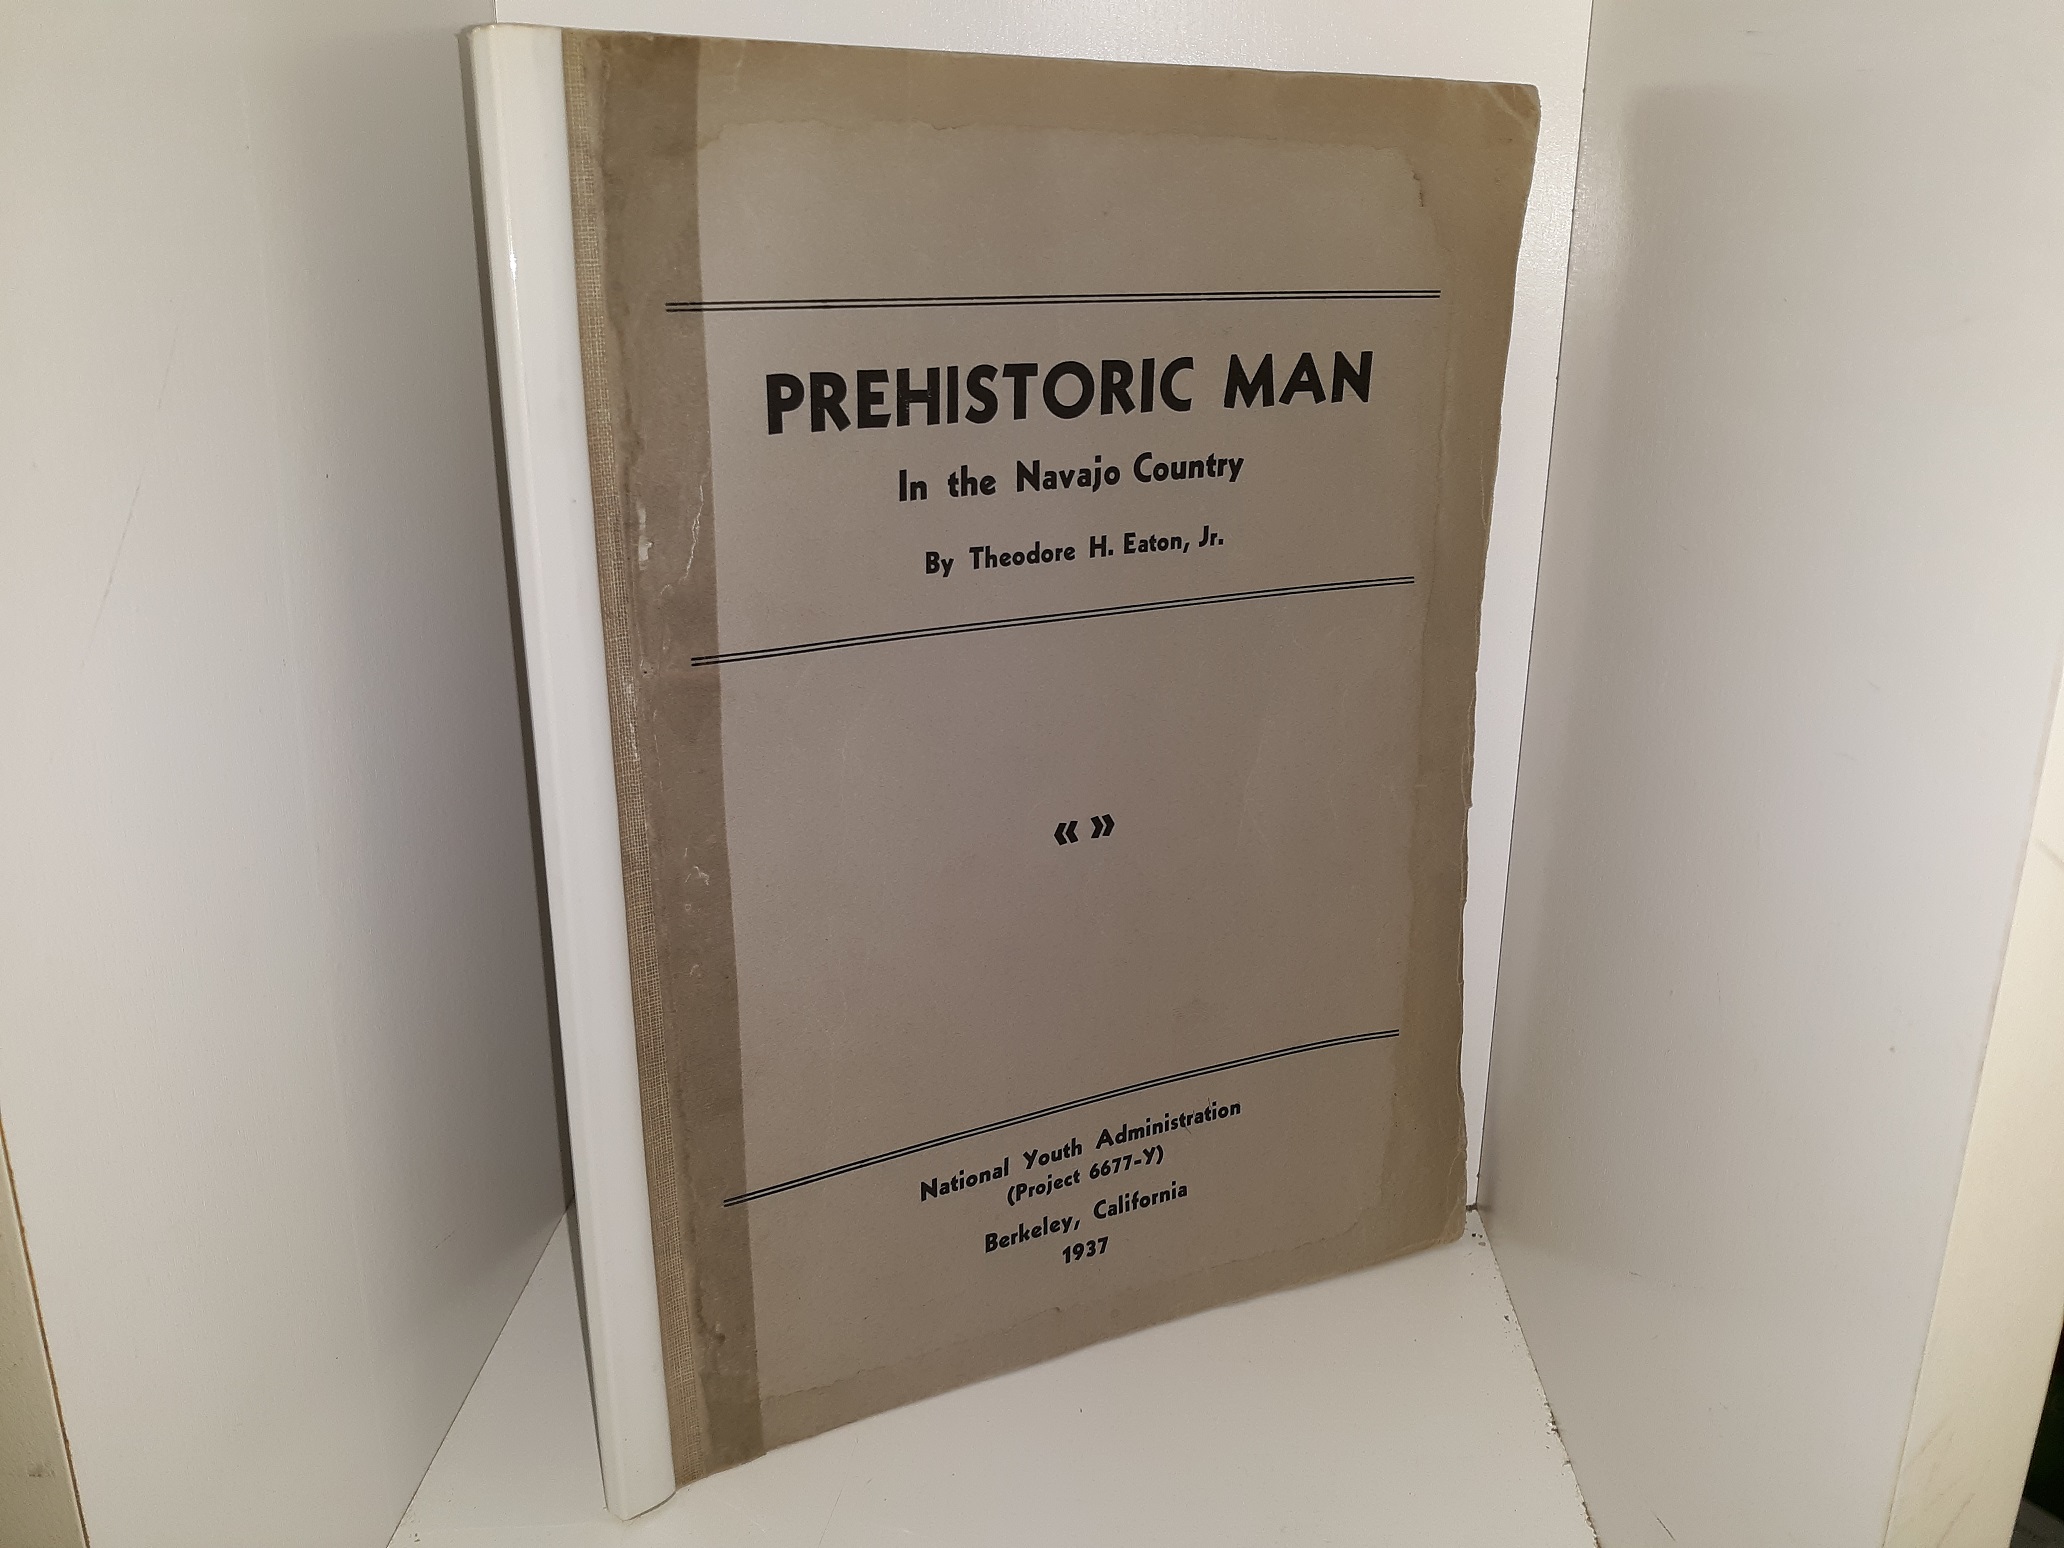 PREHISTORIC MAN
In the Navajo Country
By Theodore H. Eaton, Jr.
« »
National Youth Administration
(Project 6677-Y)
Berkeley, California
1937